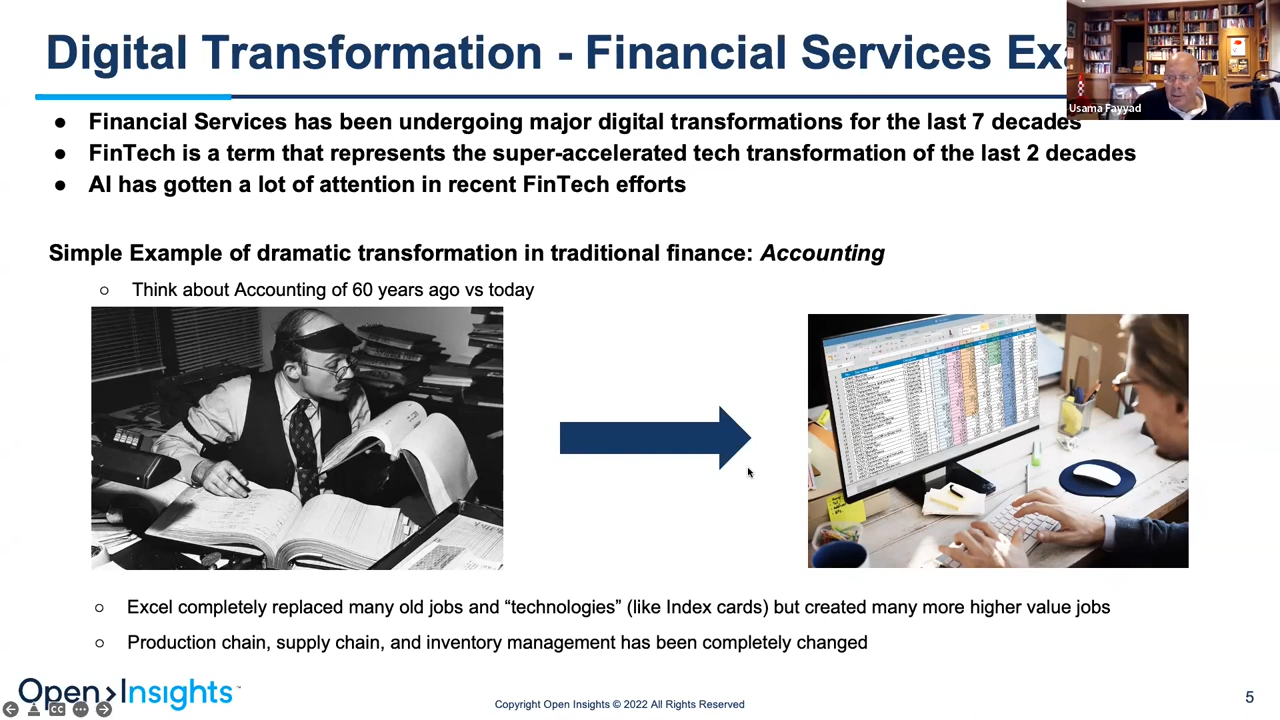 Digital Transformation - Financial Services Exa
Usama Fayyad
● Financial Services has been undergoing major digital transformations for the last 7 decades
● FinTech is a term that represents the super-accelerated tech transformation of the last 2 decades
● AI has gotten a lot of attention in recent FinTech efforts
Simple Example of dramatic transformation in traditional finance: Accounting
○ Think about Accounting of 60 years ago vs today
○ Excel completely replaced many old jobs and “technologies” (like Index cards) but created many more higher value jobs
○ Production chain, supply chain, and inventory management has been completely changed
Open>Insights™
CC
Copyright Open Insights © 2022 All Rights Reserved
5